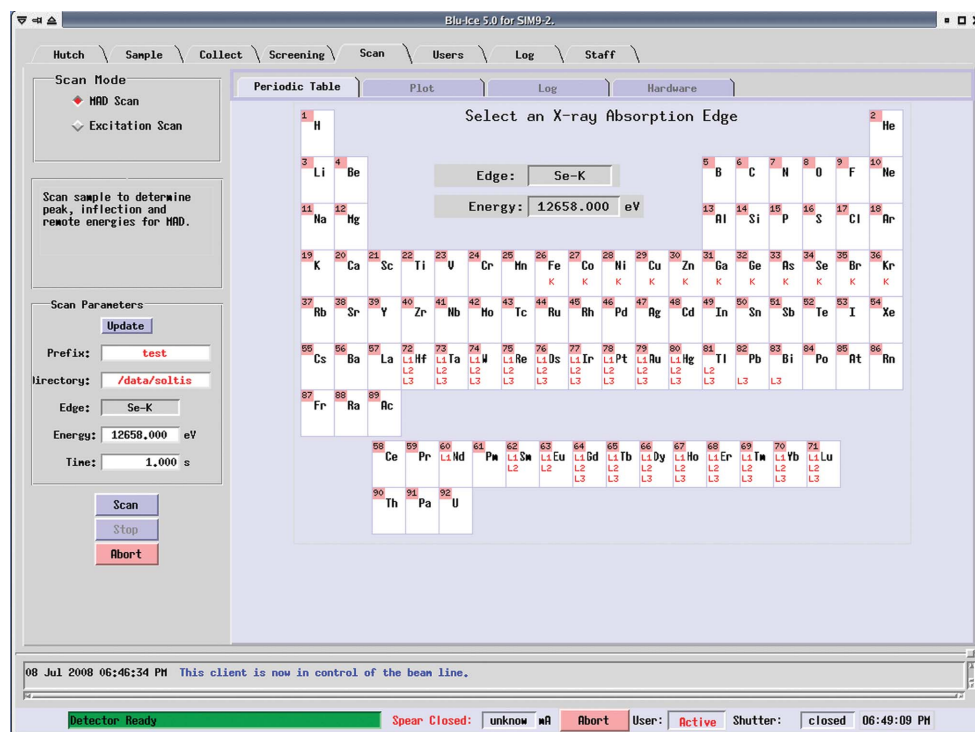 Blu-Ice 5.0 for SIM9-2.
Hutch Sample Collect Screening Scan Users Log Staff
Scan Mode
MAD Scan
Excitation Scan
Scan sample to determine
peak, inflection and
remote energies for MAD.
Scan Parameters
Update
Prefix: test
Directory: /data/soltis
Edge: Se-K
Energy: 12658.000 eV
Time: 1.000 s
Scan
Stop
Abort
Periodic Table Plot Log Hardware
Select an X-ray Absorption Edge
Edge: Se-K
Energy: 12658.000 eV
1 H 2 He
3 Li 4 Be 5 B 6 C 7 N 8 O 9 F 10 Ne
11 Na 12 Mg 13 Al 14 Si 15 P 16 S 17 Cl 18 Ar
19 20 21 22 23 24 25 26 27 28 29 30 31 32 33 34 35 36
K Ca Sc Ti V Cr Mn Fe Co Ni Cu Zn Ga Ge As Se Br Kr
K K K K K K K K K K K
37 38 39 40 41 42 43 44 45 46 47 48 49 50 51 52 53 54
Rb Sr Y Zr Nb Mo Tc Ru Rh Pd Ag Cd In Sn Sb Te I Xe
55 56 57 72 73 74 75 76 77 78 79 80 81 82 83 84 85 86
Cs Ba La L1 Hf L1 Ta L1 W L1 Re L1 Os L1 Ir L1 Pt L1 Au L1 Hg Tl Pb Bi Po At Rn
L2 L2 L2 L2 L2 L2 L2 L2 L2 L2
L3 L3 L3 L3 L3 L3 L3 L3 L3 L3 L3 L3
87 88 89
Fr Ra Ac
58 59 60 61 62 63 64 65 66 67 68 69 70 71
Ce Pr L1 Nd Pm L1 Sm L1 Eu L1 Gd L1 Tb L1 Dy L1 Ho L1 Er L1 Tm L1 Yb L1 Lu
L2 L2 L2 L2 L2 L2 L2 L2 L2 L2
L3 L3 L3 L3 L3 L3 L3 L3
90 91 92
Th Pa U
08 Jul 2008 06:46:34 PM This client is now in control of the beam line.
Detector Ready Spear Closed: unknow mA Abort User: Active Shutter: closed 06:49:09 PM